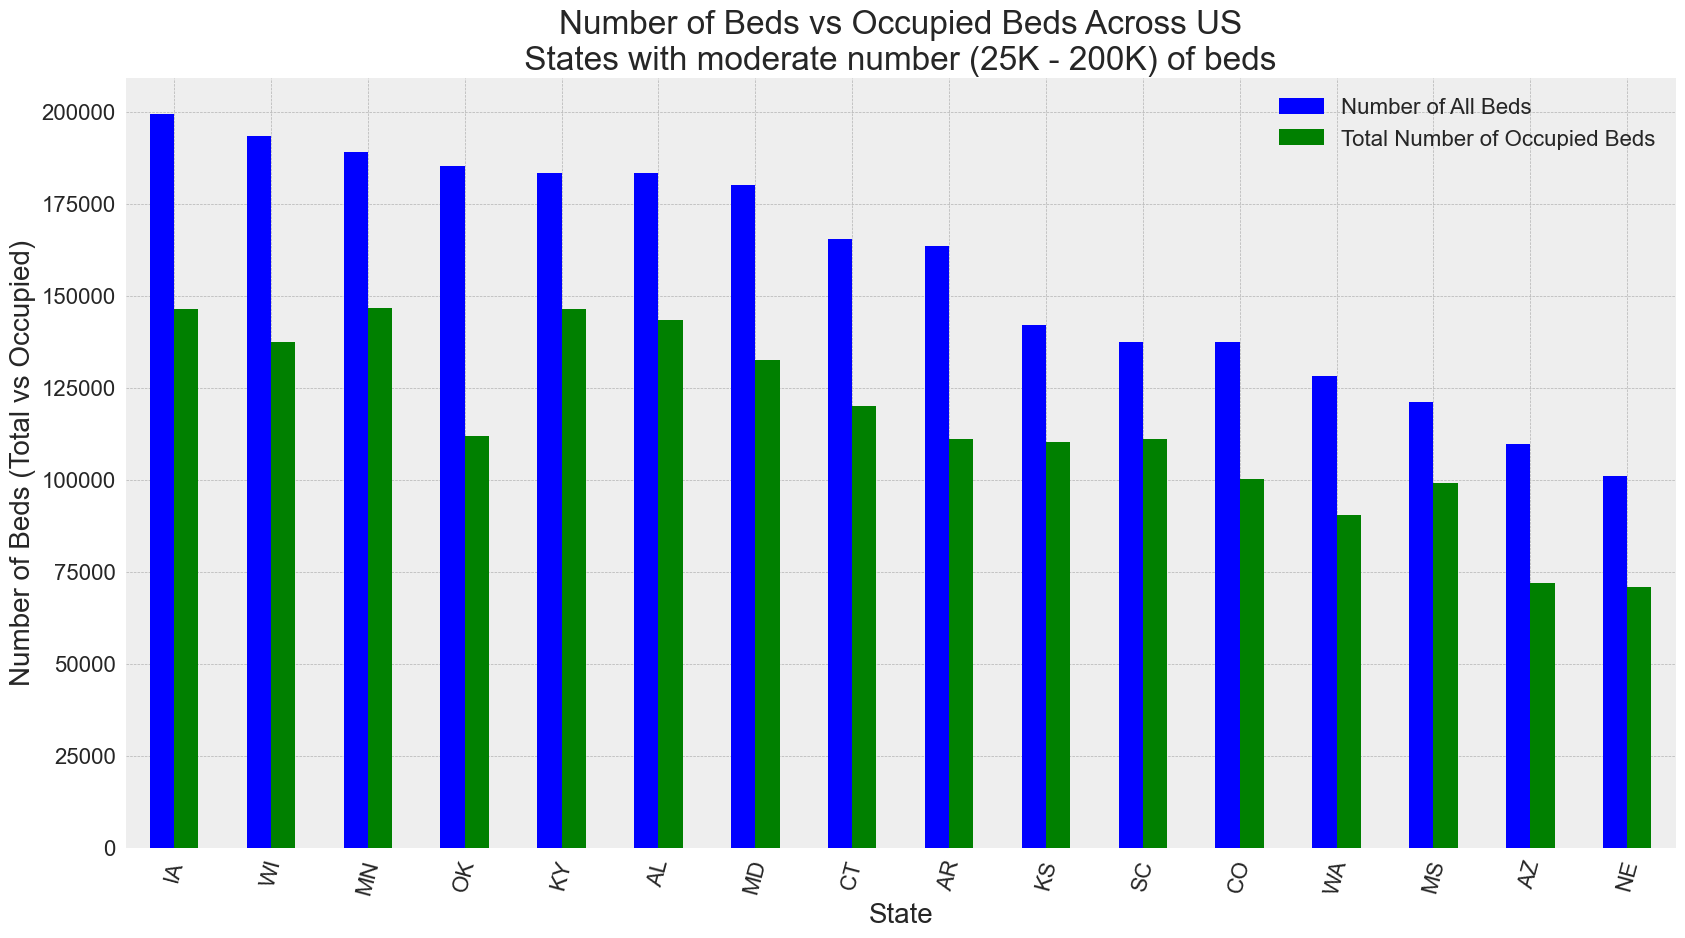 Number of Beds vs Occupied Beds Across US
States with moderate number (25K - 200K) of beds
Number of All Beds
Total Number of Occupied Beds
Number of Beds (Total vs Occupied)
200000
175000
150000
125000
100000
75000
50000
25000
0
IA WI MN OK KY AL MD CT AR KS SC CO WA MS AZ NE
State